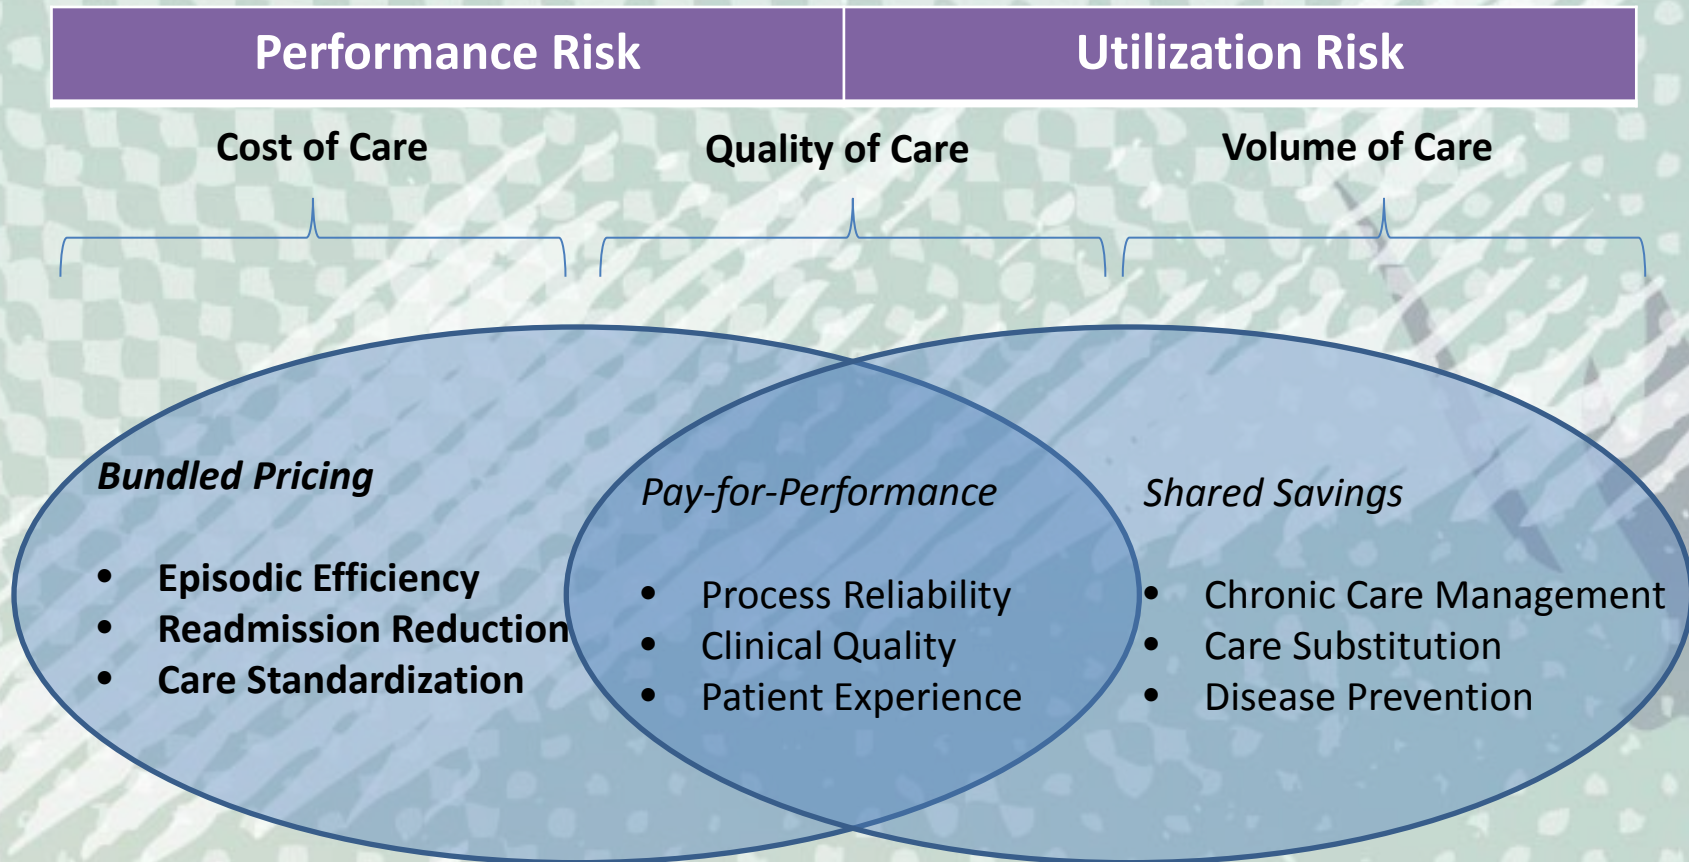 Performance Risk
Utilization Risk
Cost of Care
Quality of Care
Volume of Care
Bundled Pricing
• Episodic Efficiency
• Readmission Reduction
• Care Standardization
Pay-for-Performance
• Process Reliability
• Clinical Quality
• Patient Experience
Shared Savings
• Chronic Care Management
• Care Substitution
• Disease Prevention